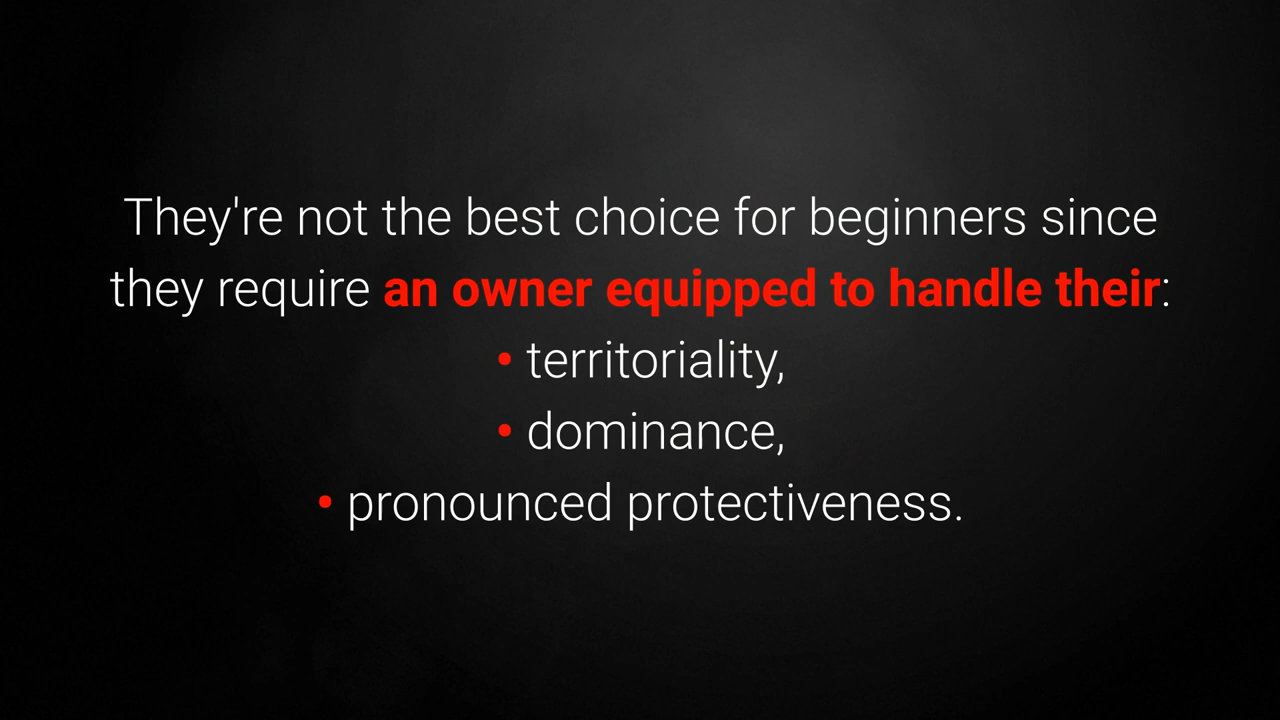 They're not the best choice for beginners since
they require an owner equipped to handle their:
• territoriality,
• dominance,
• pronounced protectiveness.